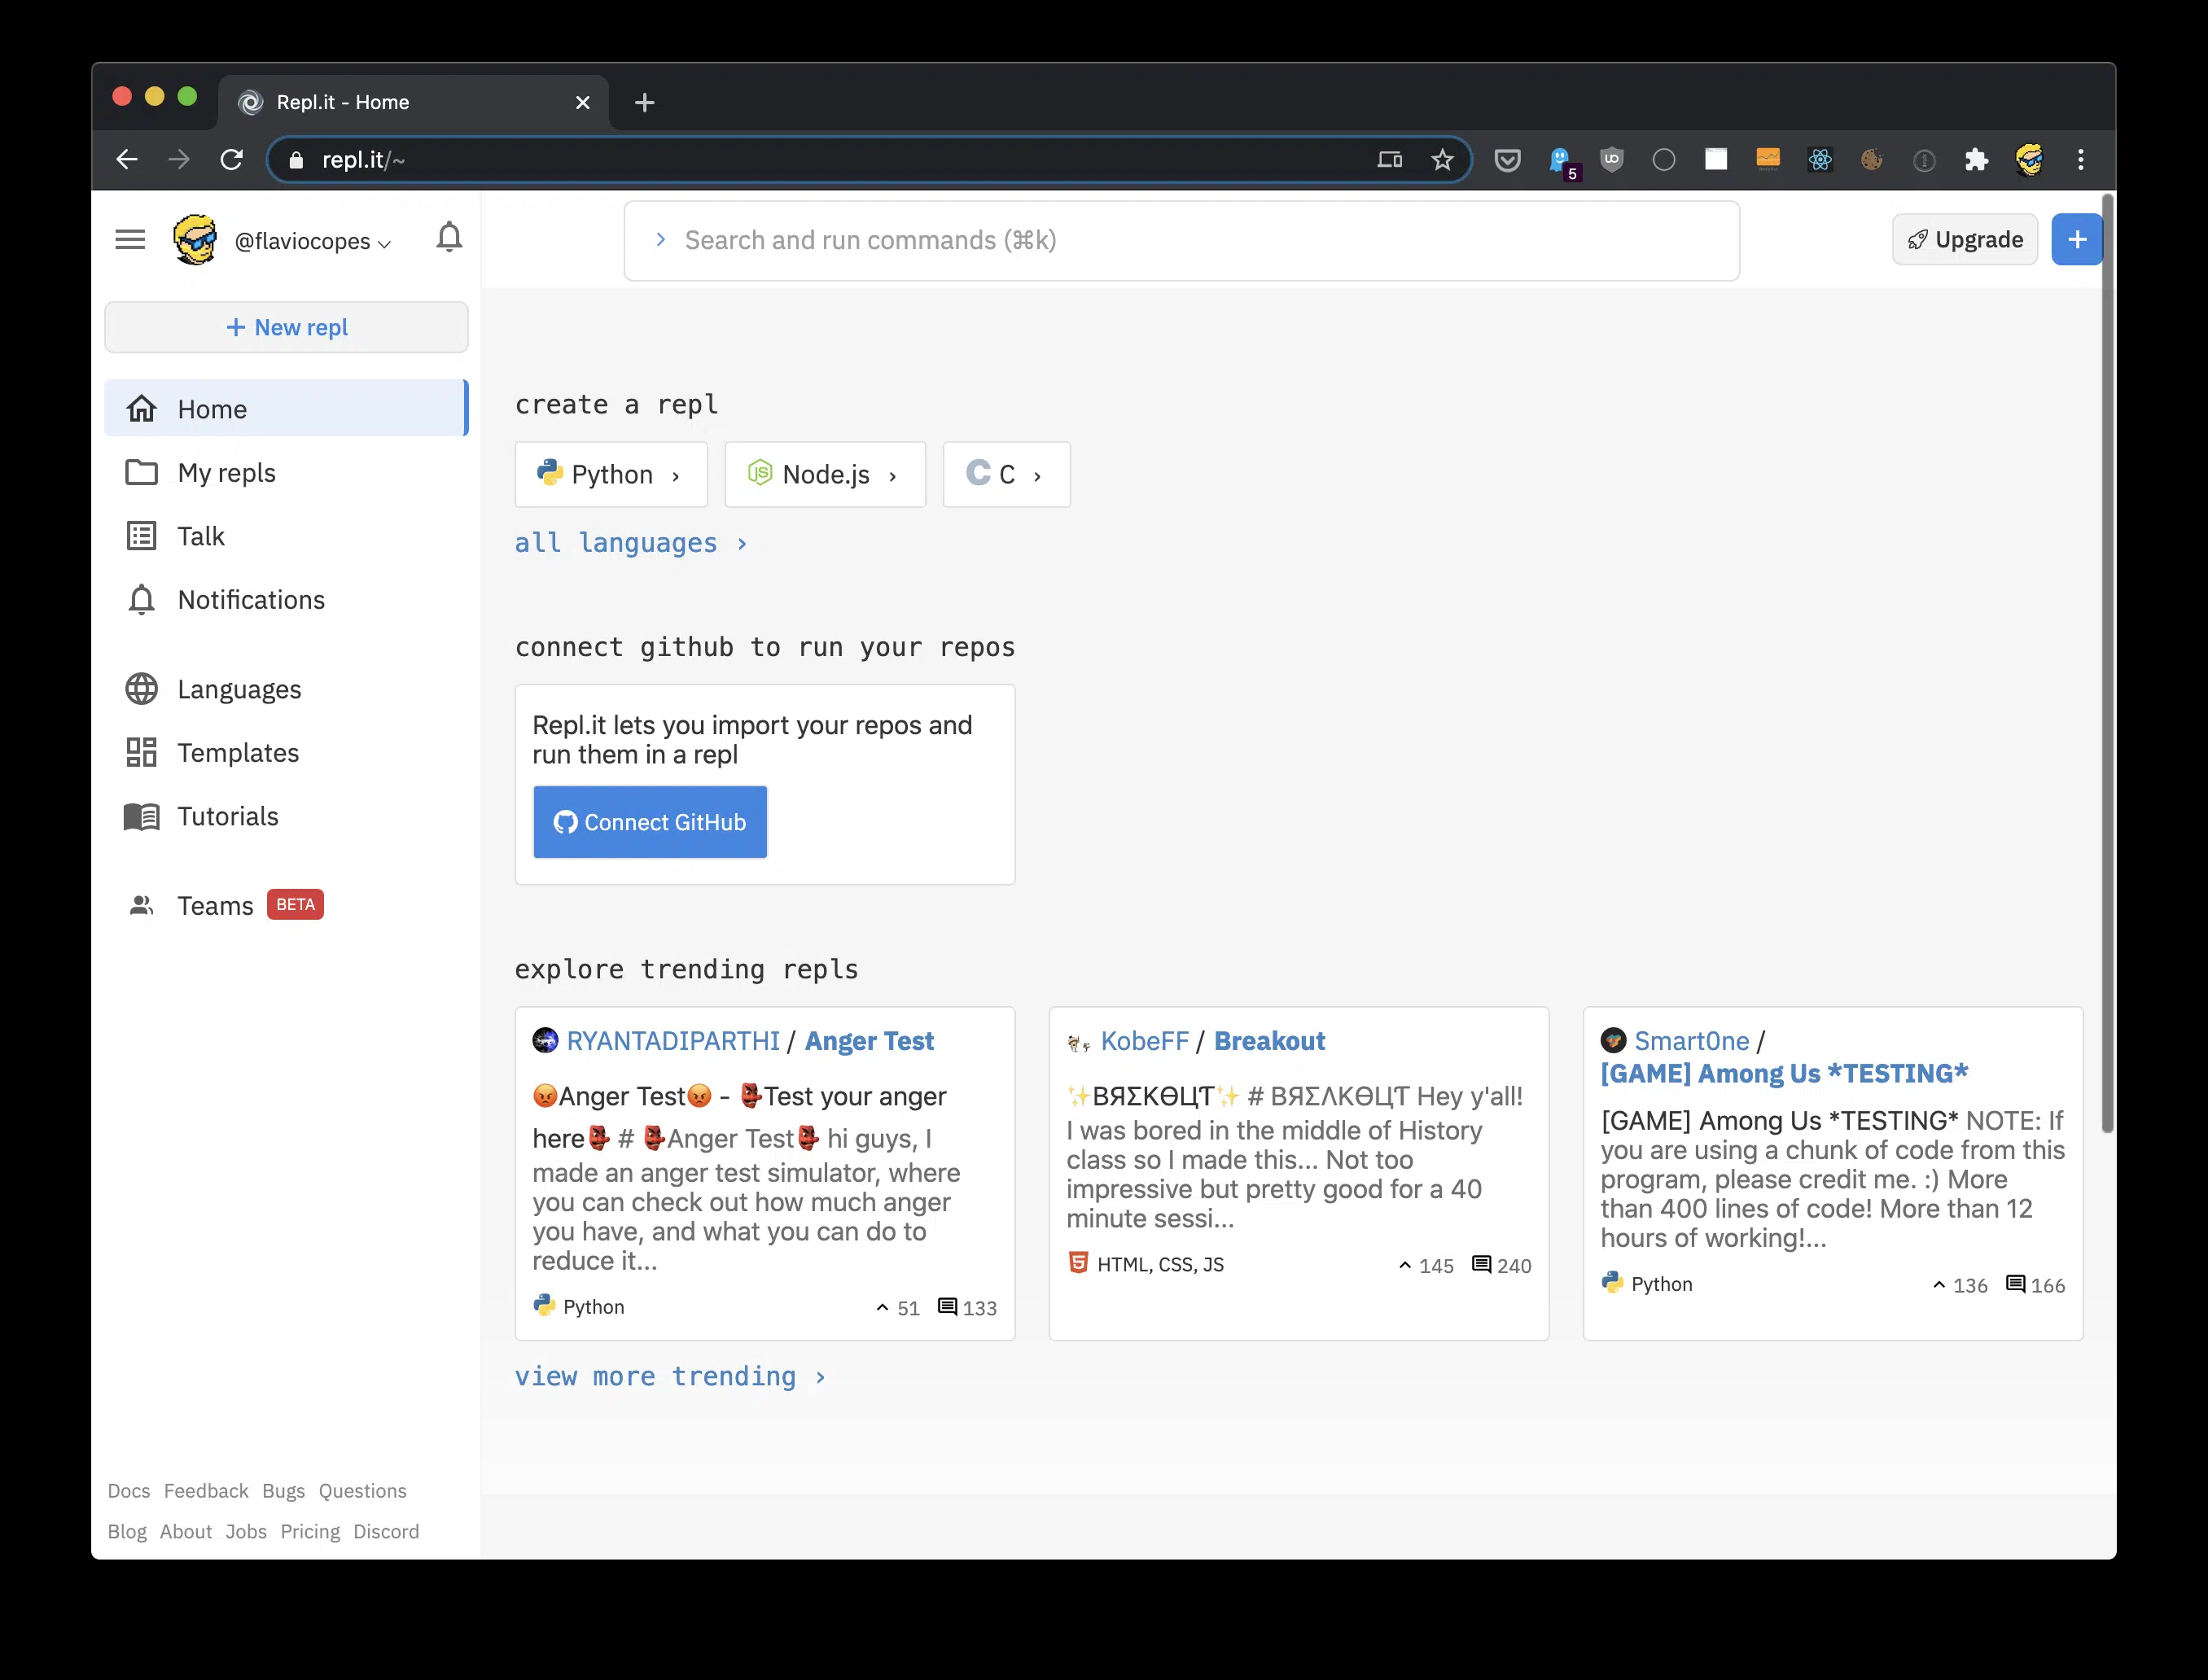 Repl.it - Home
repl.it/~
5
@flaviocopes
Search and run commands (⌘k)
Upgrade
+ New repl
Home
My repls
Talk
Notifications
Languages
Templates
Tutorials
Teams BETA
Docs Feedback Bugs Questions
Blog About Jobs Pricing Discord
create a repl
Python ›
Node.js ›
C C ›
all languages ›
connect github to run your repos
Repl.it lets you import your repos and
run them in a repl
Connect GitHub
explore trending repls
RYANTADIPARTHI / Anger Test
😡Anger Test😡 - 👺Test your anger
here👺 # 👺Anger Test👺 hi guys, I
made an anger test simulator, where
you can check out how much anger
you have, and what you can do to
reduce it...
Python
51 133
KobeFF / Breakout
✨BЯΣKӨЦƬ✨ # BЯΣΛKӨЦƬ Hey y'all!
I was bored in the middle of History
class so I made this... Not too
impressive but pretty good for a 40
minute sessi...
HTML, CSS, JS
145 240
Smart0ne /
[GAME] Among Us *TESTING*
[GAME] Among Us *TESTING* NOTE: If
you are using a chunk of code from this
program, please credit me. :) More
than 400 lines of code! More than 12
hours of working!...
Python
136 166
view more trending ›